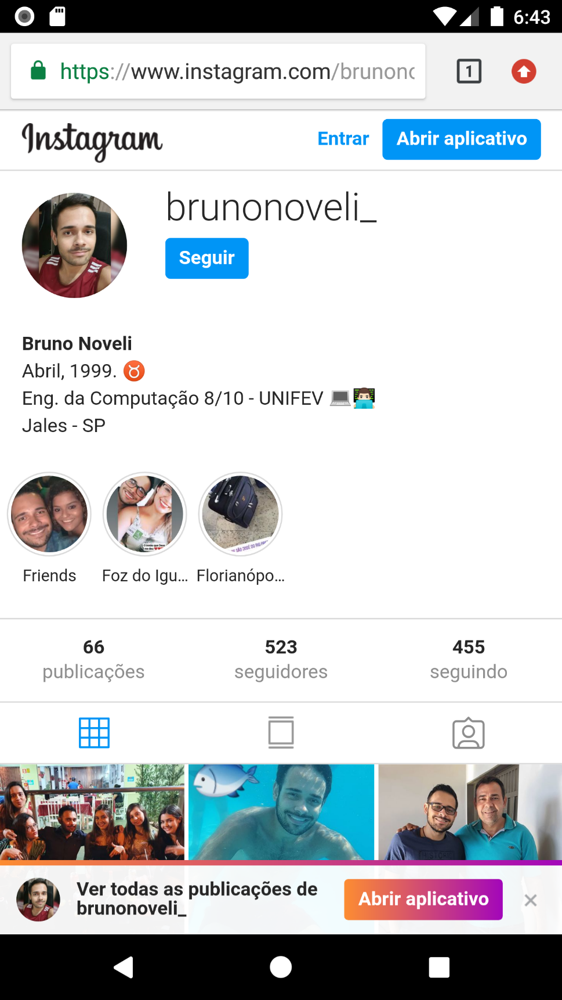 6:43
https://www.instagram.com/brunono
1
Instagram
Entrar
Abrir aplicativo
brunonoveli_
Seguir
Bruno Noveli
Abril, 1999. ♉
Eng. da Computação 8/10 - UNIFEV 💻👨🏻‍💻
Jales - SP
Friends
Foz do Igu...
Florianópo...
66
publicações
523
seguidores
455
seguindo
Ver todas as publicações de
brunonoveli_
Abrir aplicativo